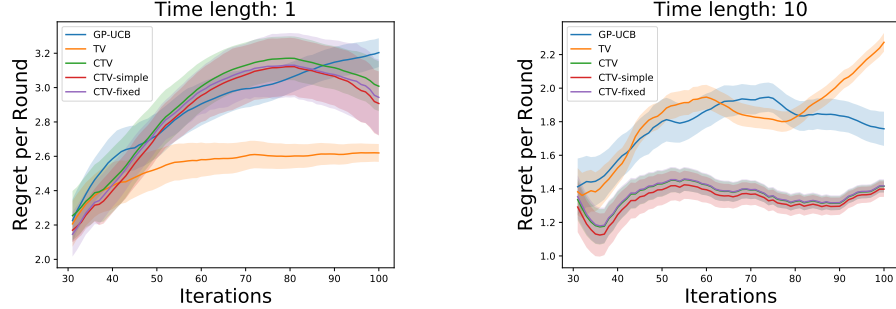 Time length: 1
Regret per Round
3.2
3.0
2.8
2.6
2.4
2.2
2.0
GP-UCB
TV
CTV
CTV-simple
CTV-fixed
30 40 50 60 70 80 90 100
Iterations
Time length: 10
Regret per Round
2.2
2.0
1.8
1.6
1.4
1.2
1.0
GP-UCB
TV
CTV
CTV-simple
CTV-fixed
30 40 50 60 70 80 90 100
Iterations